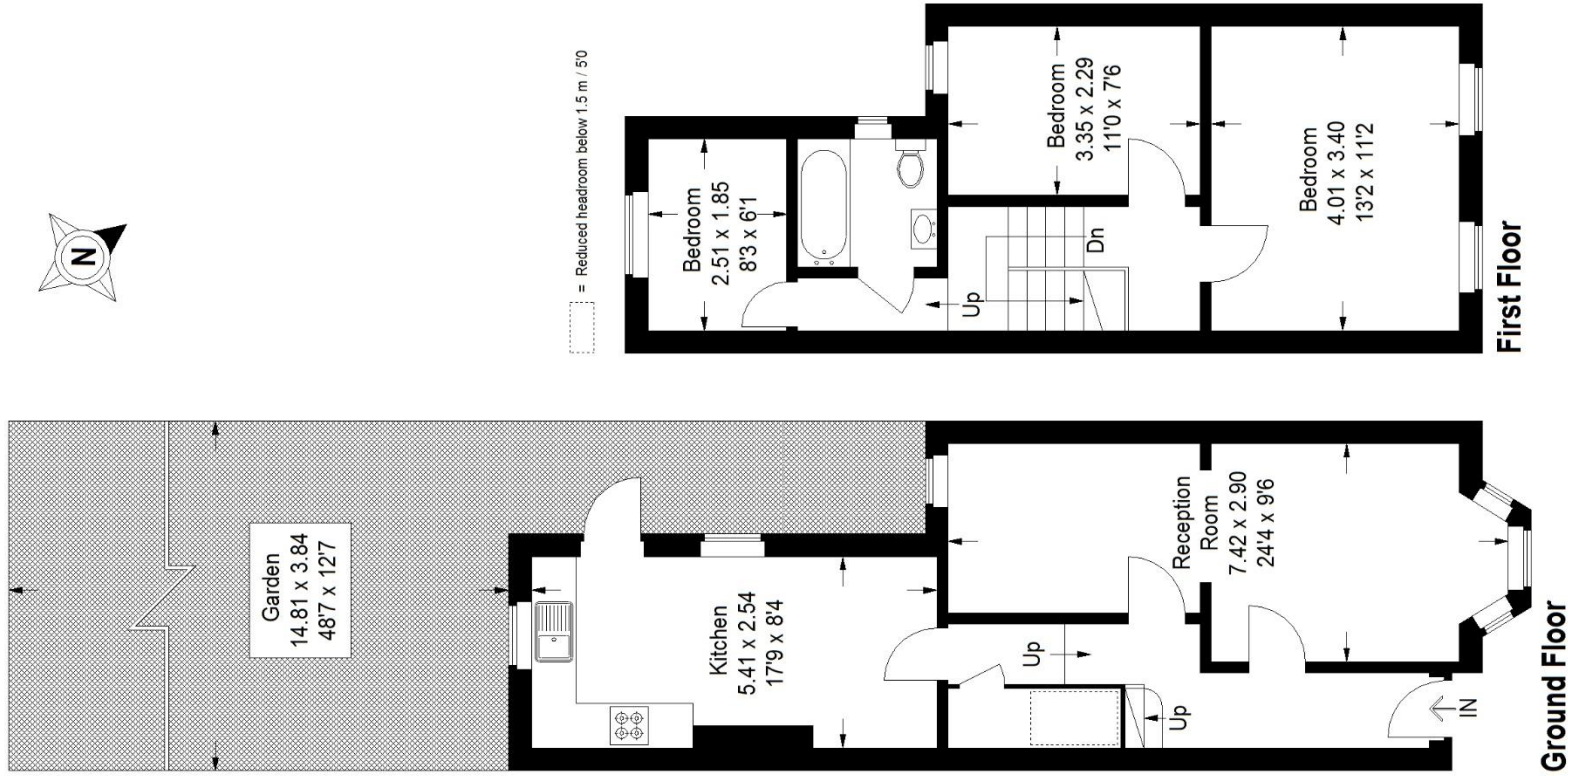 N
= Reduced headroom below 1.5 m / 5'0
Bedroom
2.51 x 1.85
8'3 x 6'1
Bedroom
3.35 x 2.29
11'0 x 7'6
Bedroom
4.01 x 3.40
13'2 x 11'2
Dn
Up
First Floor
Garden
14.81 x 3.84
48'7 x 12'7
Kitchen
5.41 x 2.54
17'9 x 8'4
Reception
Room
7.42 x 2.90
24'4 x 9'6
Up
Up
IN
Ground Floor